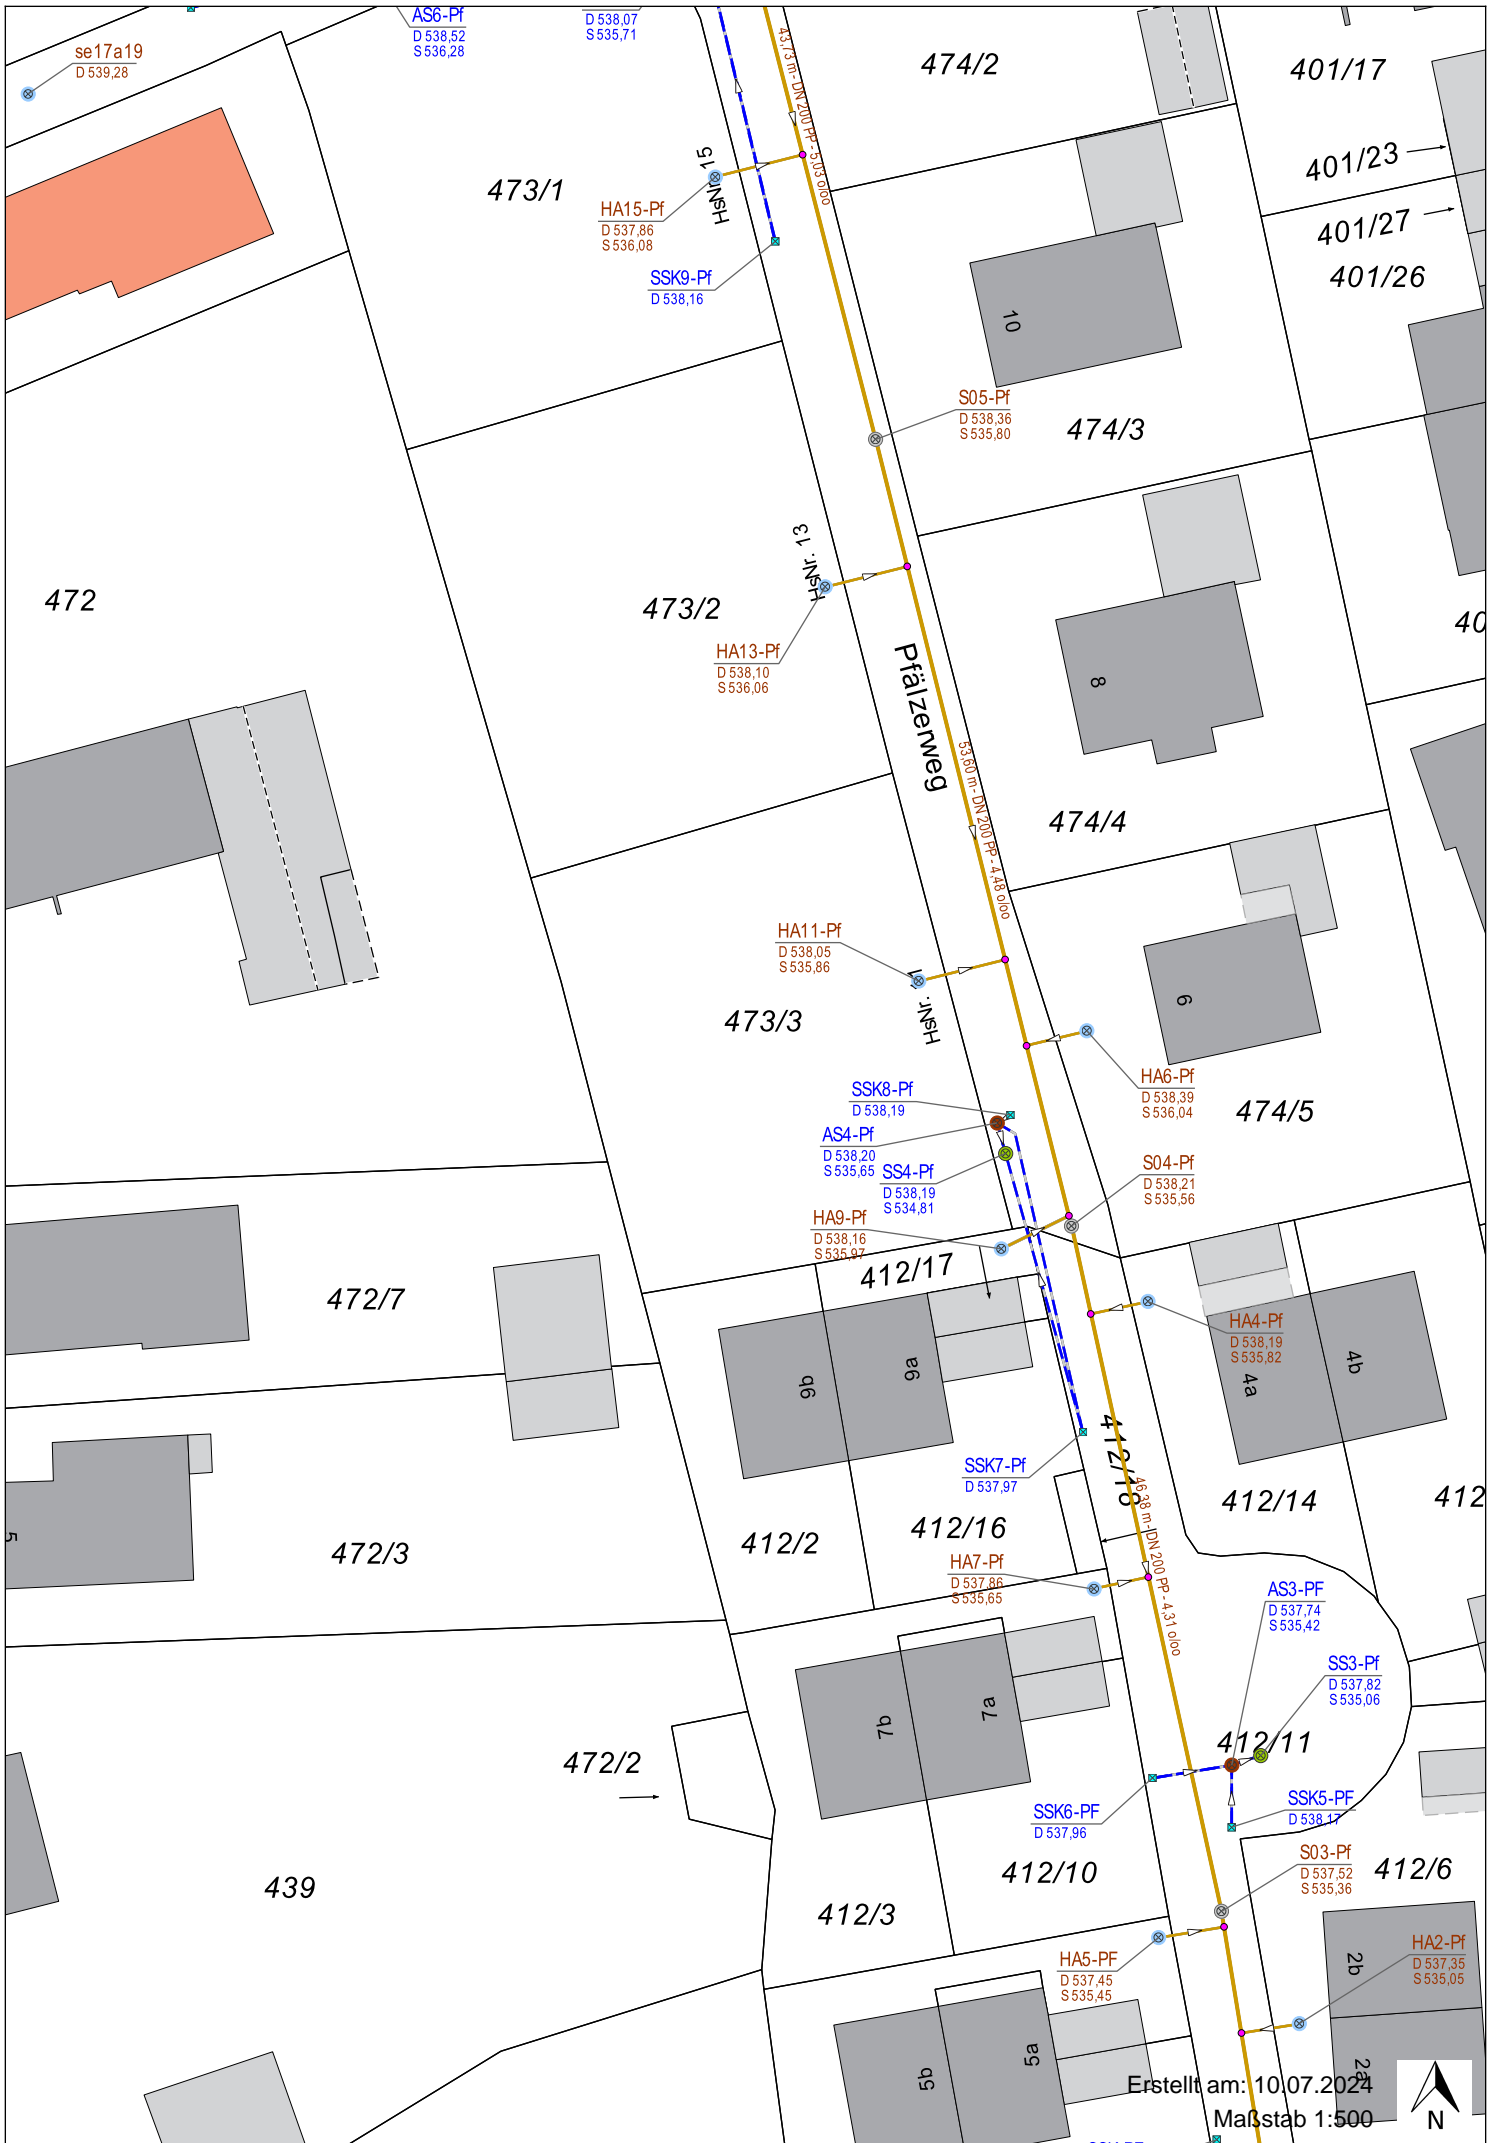 AS6-Pf
D 538,52
S 536,28
D 538,07
S 535,71
se17a19
D 539,28
43,73 m - DN 200 PP - 5,03 o/oo
474/2
401/17
401/23
401/27
401/26
473/1
HsNr. 15
HA15-Pf
D 537,86
S 536,08
SSK9-Pf
D 538,16
10
S05-Pf
D 538,36
S 535,80
474/3
HsNr. 13
472
473/2
HA13-Pf
D 538,10
S 536,06
Pfälzerweg
8
40
53,60 m - DN 200 PP - 4,48 o/oo
474/4
HA11-Pf
D 538,05
S 535,86
473/3
HsNr.
6
HA6-Pf
D 538,39
S 536,04
474/5
SSK8-Pf
D 538,19
AS4-Pf
D 538,20
S 535,65
SS4-Pf
D 538,19
S 534,81
S04-Pf
D 538,21
S 535,56
HA9-Pf
D 538,16
S 535,97
412/17
472/7
HA4-Pf
D 538,19
S 535,82
9b
9a
4a
4b
412/18
SSK7-Pf
D 537,97
46,38 m - DN 200 PP - 4,31 o/oo
412/14
412
5
472/3
412/2
412/16
HA7-Pf
D 537,86
S 535,65
AS3-PF
D 537,74
S 535,42
SS3-Pf
D 537,82
S 535,06
7b
7a
412/11
472/2
SSK6-PF
D 537,96
SSK5-PF
D 538,17
S03-Pf
D 537,52
S 535,36
412/6
439
412/10
412/3
HA5-PF
D 537,45
S 535,45
2b
HA2-Pf
D 537,35
S 535,05
5b
5a
2a
Erstellt am: 10.07.2024
Maßstab 1:500
N